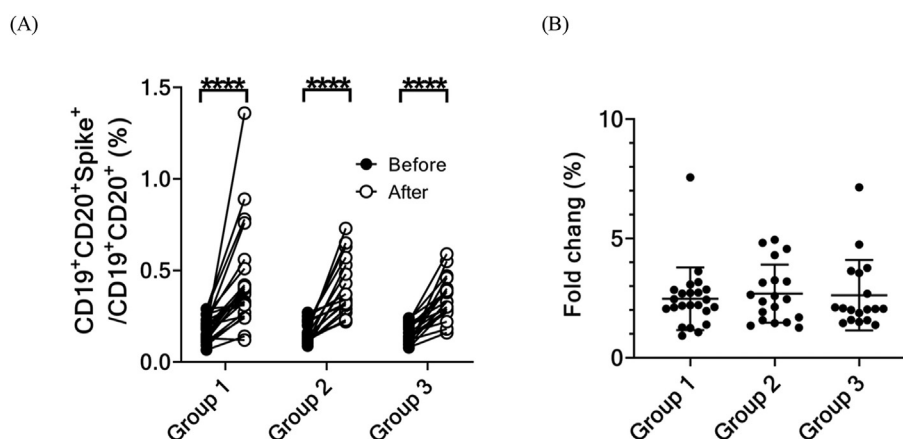 (A)
CD19+CD20+Spike+
/CD19+CD20+ (%)
1.5
1.0
0.5
0.0
****
****
****
Before
After
Group 1
Group 2
Group 3
(B)
Fold chang (%)
10
5
0
Group 1
Group 2
Group 3